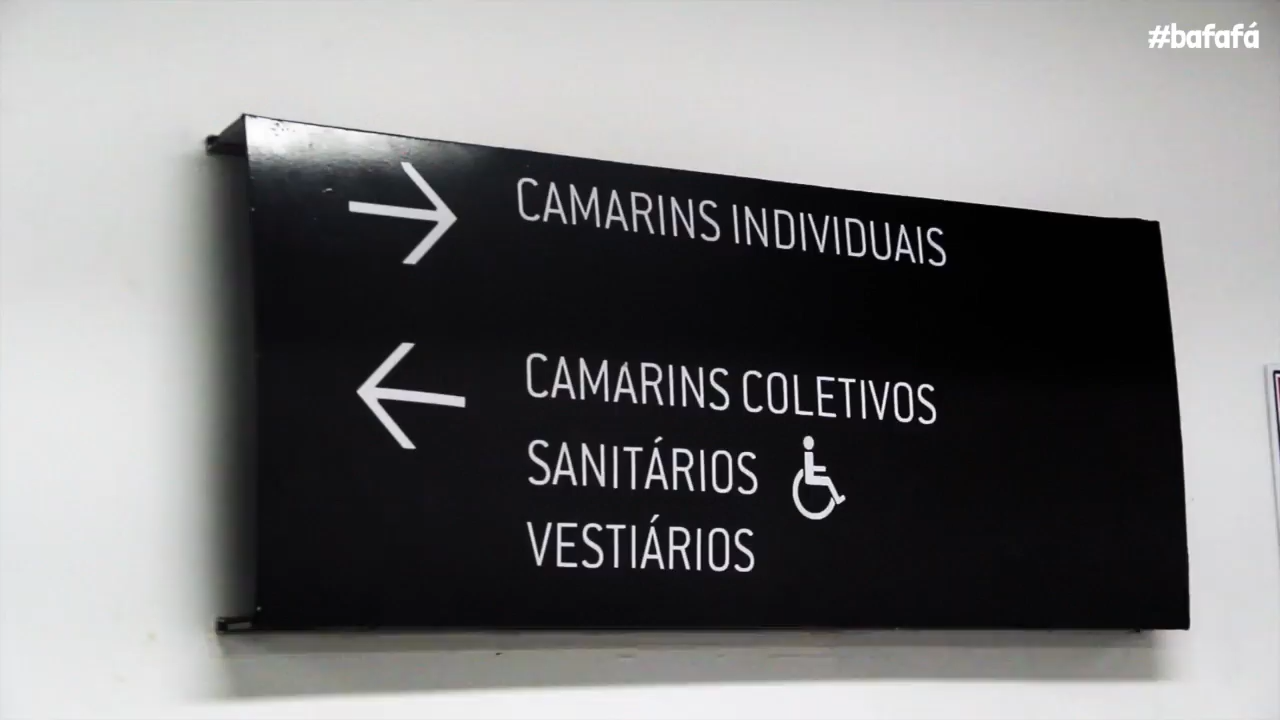 #bafafá
CAMARINS INDIVIDUAIS
CAMARINS COLETIVOS
SANITÁRIOS
VESTIÁRIOS